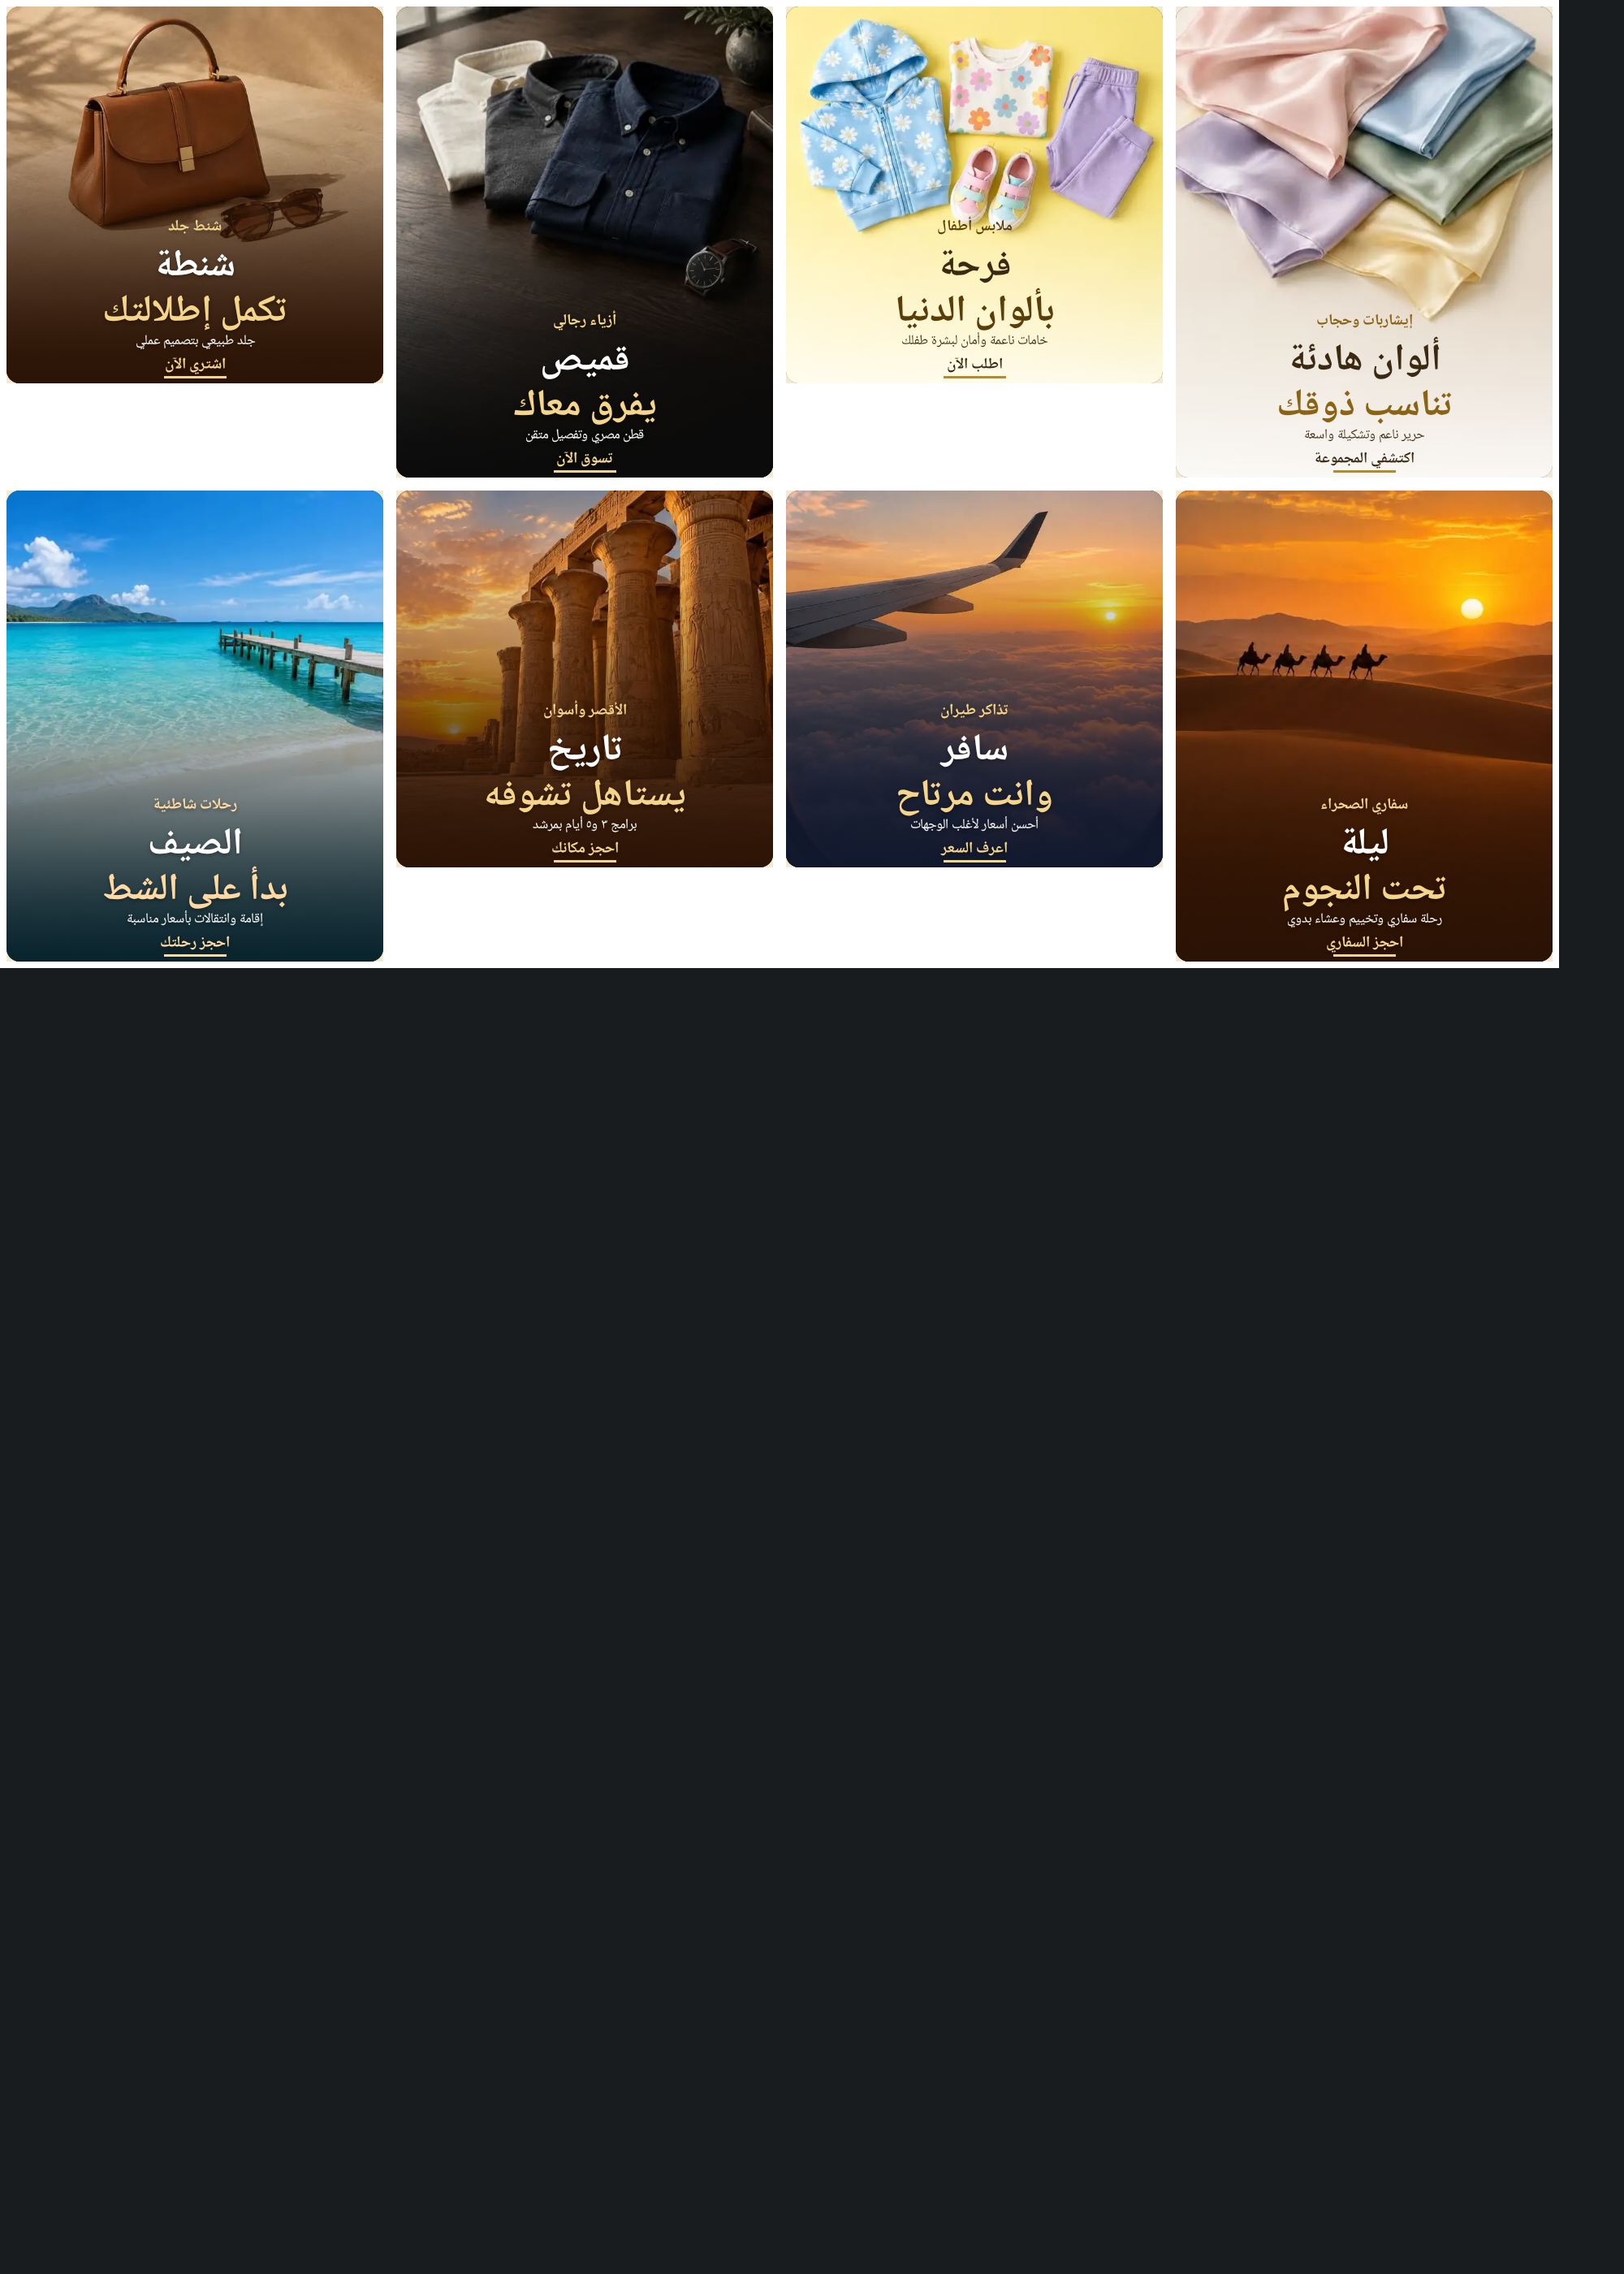 شنط جلد
شنطة
تكمل إطلالتك
جلد طبيعي بتصميم عملي
اشتري الآن
أزياء رجالي
قميص
يفرق معاك
قطن مصري وتفصيل متقن
تسوق الآن
ملابس أطفال
فرحة
بألوان الدنيا
خامات ناعمة وأمان لبشرة طفلك
اطلب الآن
إيشاربات وحجاب
ألوان هادئة
تناسب ذوقك
حرير ناعم وتشكيلة واسعة
اكتشفي المجموعة
رحلات شاطئية
الصيف
بدأ على الشط
إقامة وانتقالات بأسعار مناسبة
احجز رحلتك
الأقصر وأسوان
تاريخ
يستاهل تشوفه
برامج ٣ و٥ أيام بمرشد
احجز مكانك
تذاكر طيران
سافر
وانت مرتاح
أحسن أسعار لأغلب الوجهات
اعرف السعر
سفاري الصحراء
ليلة
تحت النجوم
رحلة سفاري وتخييم وعشاء بدوي
احجز السفاري